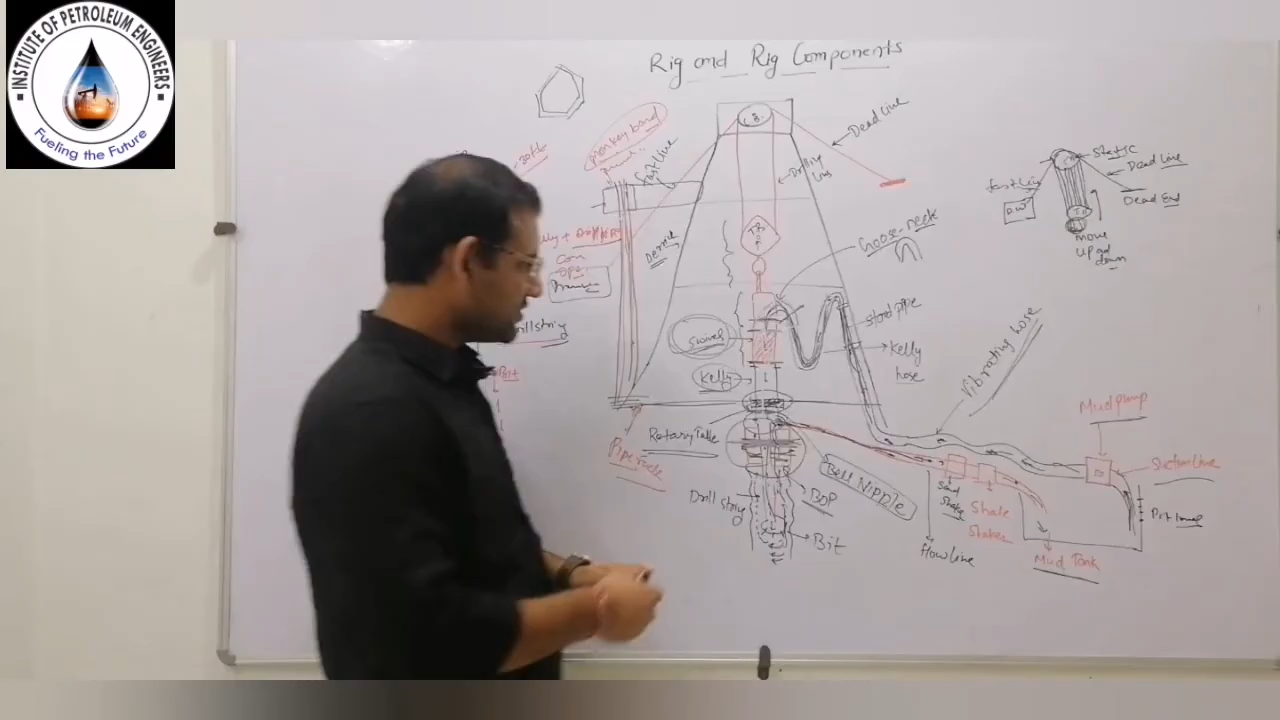 INSTITUTE OF PETROLEUM ENGINEERS
Fueling the Future
Rig and Rig Components
Monkey board
Fast line
Dead Line
Drilling
Line
Static
Dead Line
Fast Line
D.W
Dead End
Move
up and
down
Derrick
Goose-neck
Stand pipe
Kelly
hose
Swivel
Kelly
Vibrating hose
Drill string
Bit
Rotary Table
Pipe rack
Bell Nipple
BOP
Drill string
Bit
Mud pump
Suction line
Shale
Shaker
Flow line
Mud Tank